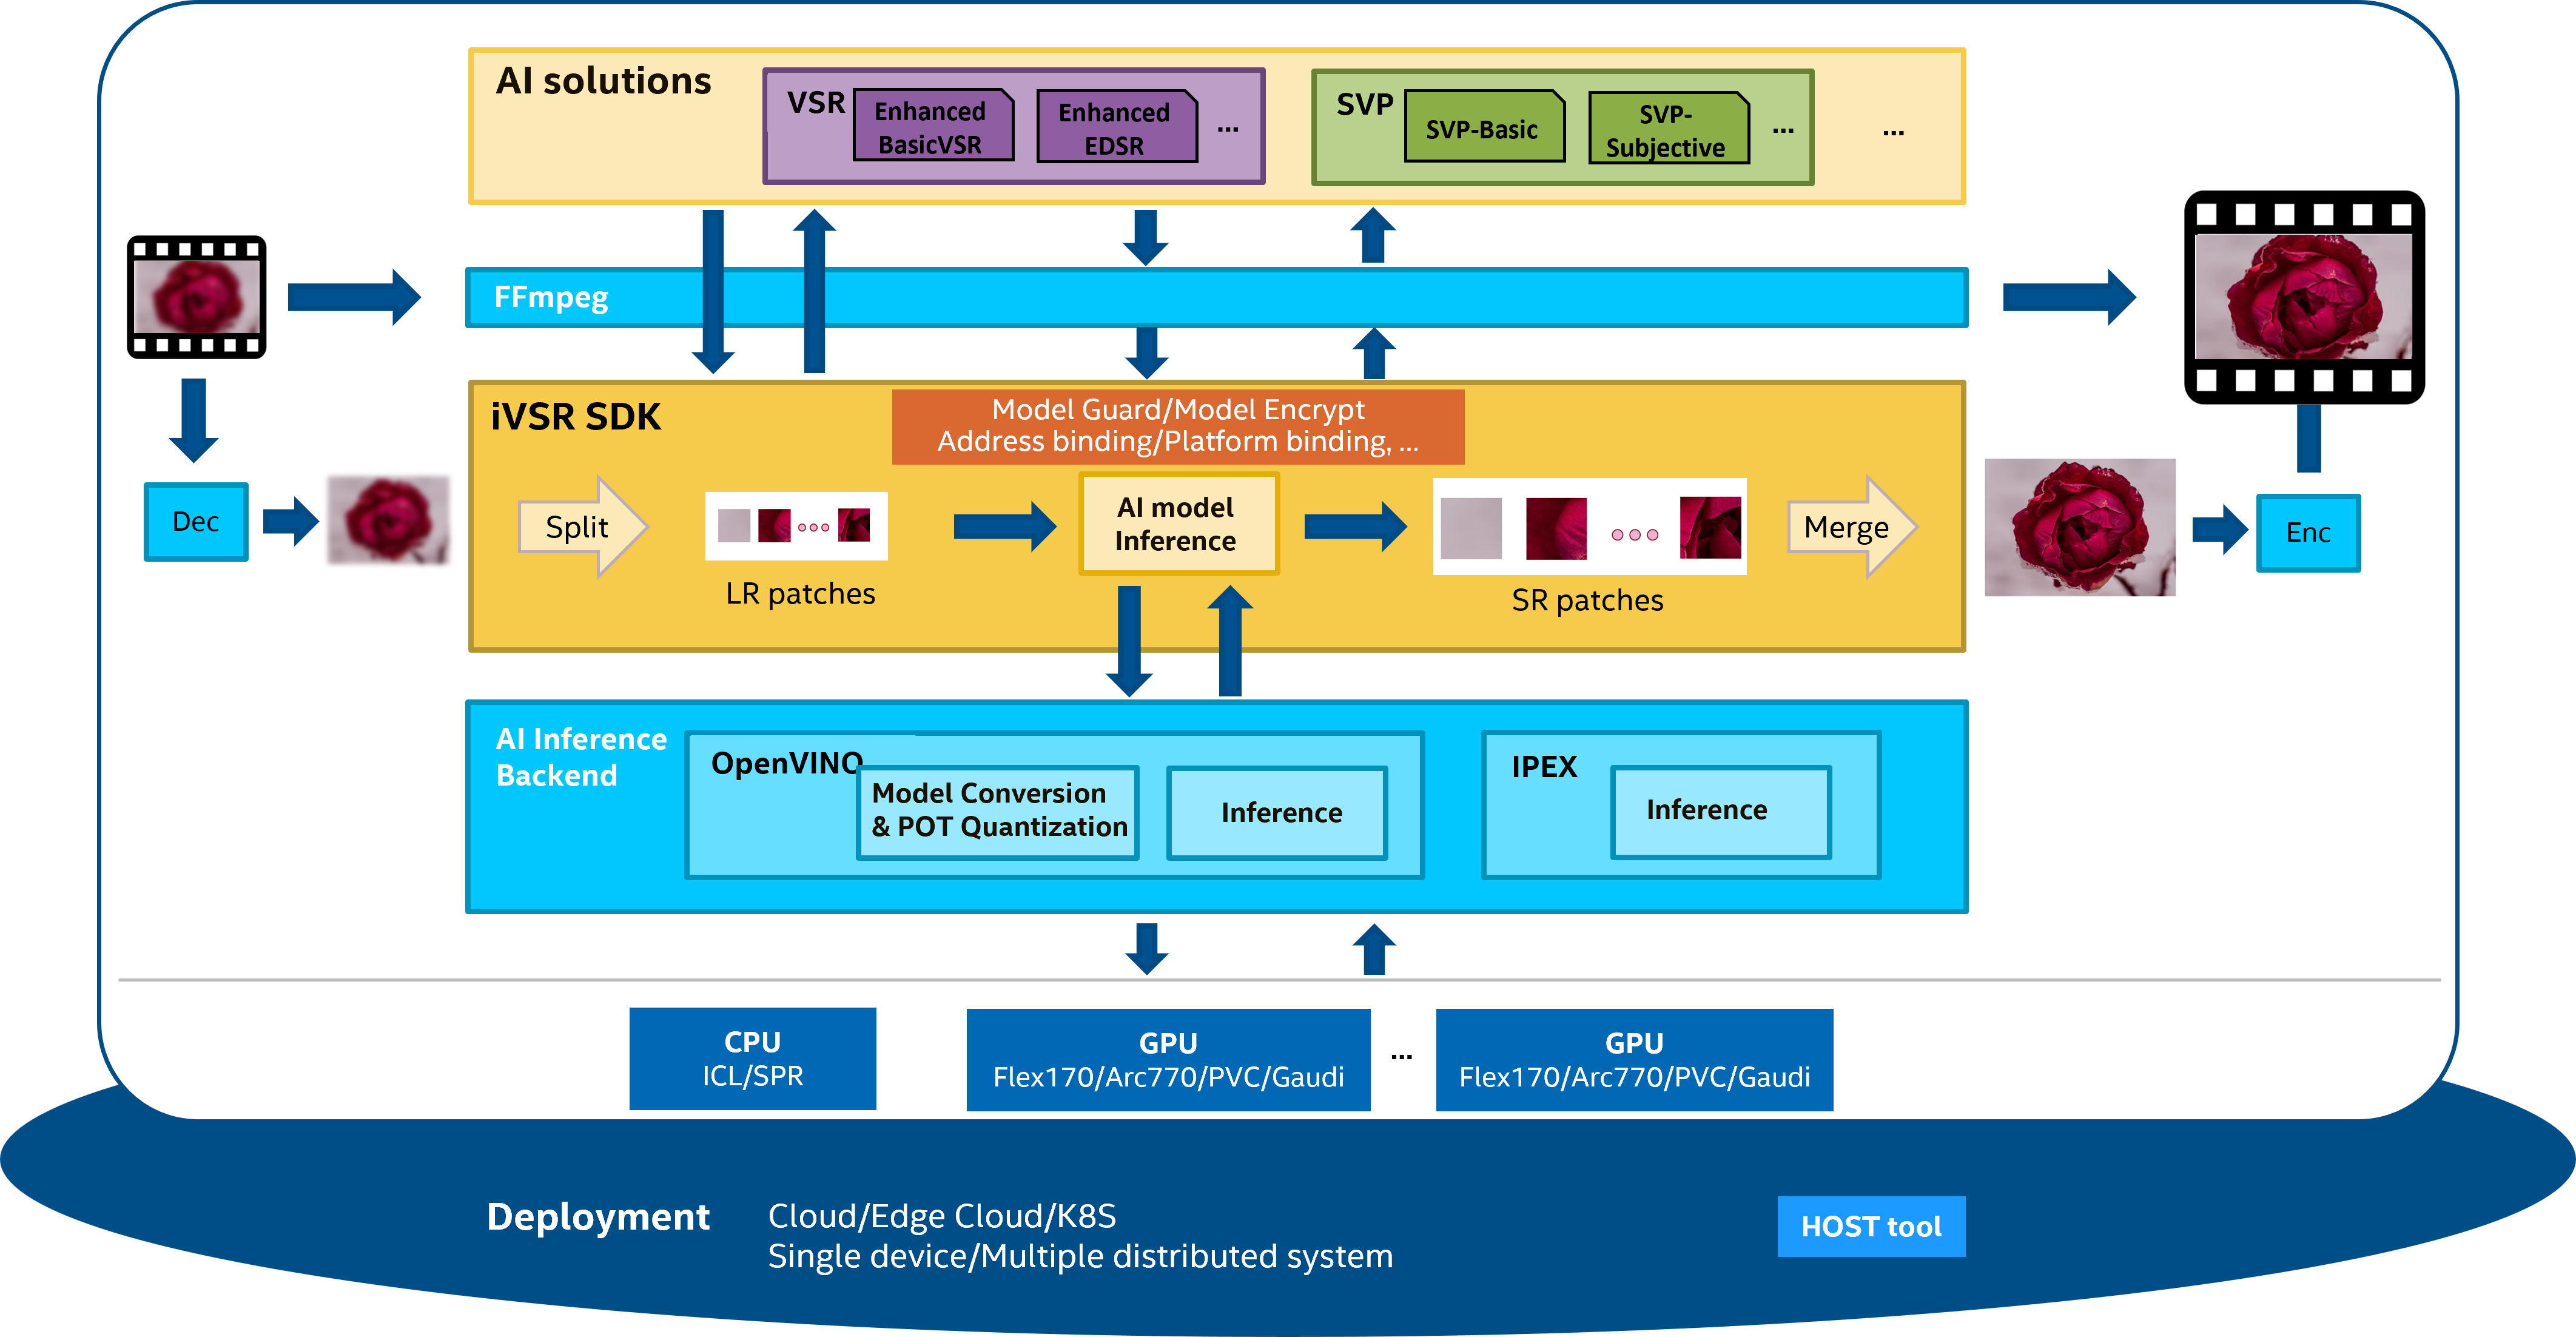 AI solutions
VSR
Enhanced
BasicVSR
Enhanced
EDSR
...
SVP
SVP-Basic
SVP-
Subjective
...
...
FFmpeg
iVSR SDK
Model Guard/Model Encrypt
Address binding/Platform binding, ...
Dec
Split
LR patches
AI model
Inference
SR patches
Merge
Enc
AI Inference
Backend
OpenVINO
Model Conversion
& POT Quantization
Inference
IPEX
Inference
CPU
ICL/SPR
GPU
Flex170/Arc770/PVC/Gaudi
...
GPU
Flex170/Arc770/PVC/Gaudi
Deployment
Cloud/Edge Cloud/K8S
Single device/Multiple distributed system
HOST tool